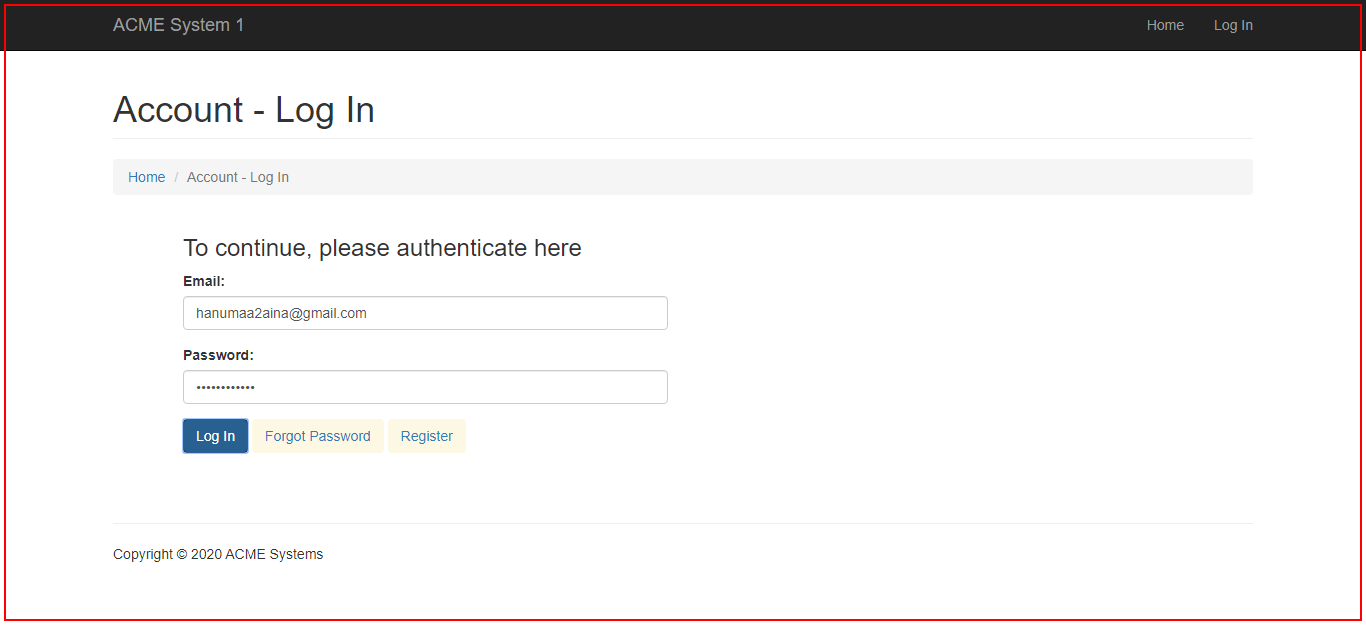 ACME System 1 Home Log In
Account - Log In
Home / Account - Log In
To continue, please authenticate here
Email:
hanumaa2aina@gmail.com
Password:
••••••••••••
Log In Forgot Password Register
Copyright © 2020 ACME Systems